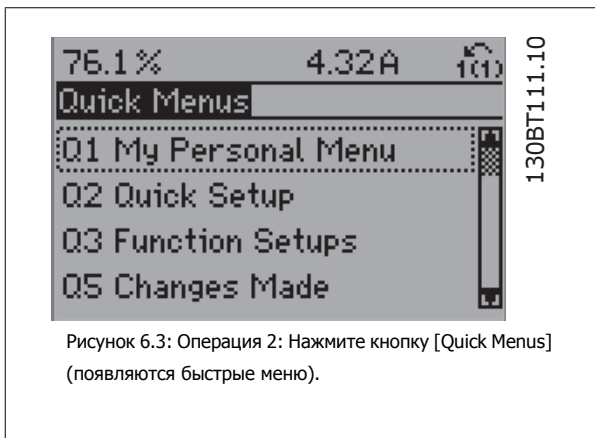 76.1% 4.32A 1(1)
Quick Menus
Q1 My Personal Menu
Q2 Quick Setup
Q3 Function Setups
Q5 Changes Made
130BT111.10
Рисунок 6.3: Операция 2: Нажмите кнопку [Quick Menus]
(появляются быстрые меню).